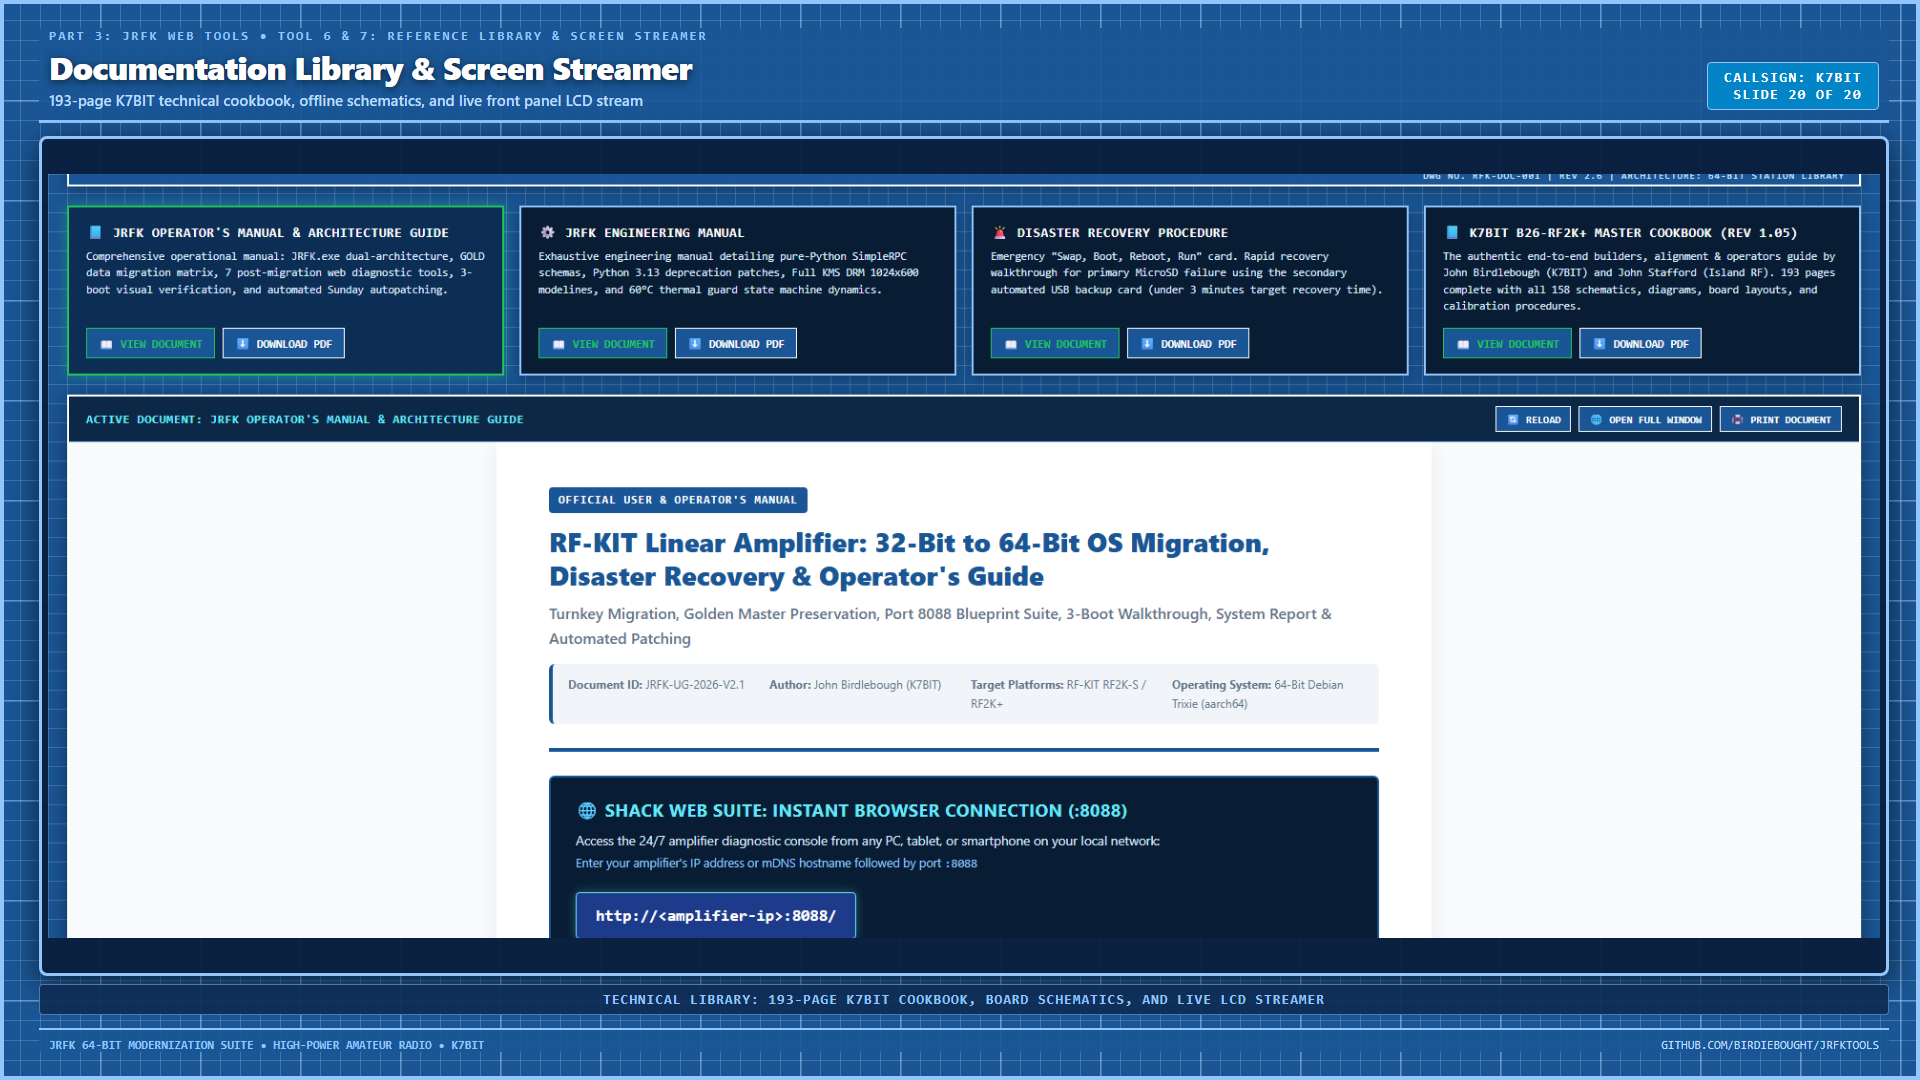 PART 3: JRFK WEB TOOLS • TOOL 6 & 7: REFERENCE LIBRARY & SCREEN STREAMER
Documentation Library & Screen Streamer
193-page K7BIT technical cookbook, offline schematics, and live front panel LCD stream
CALLSIGN: K7BIT
SLIDE 20 OF 20
DWG NO. RFK-DOC-001 | REV 2.6 | ARCHITECTURE: 64-BIT STATION LIBRARY
JRFK OPERATOR'S MANUAL & ARCHITECTURE GUIDE
Comprehensive operational manual: JRFK.exe dual-architecture, GOLD
data migration matrix, 7 post-migration web diagnostic tools, 3-
boot visual verification, and automated Sunday autopatching.
VIEW DOCUMENT
DOWNLOAD PDF
JRFK ENGINEERING MANUAL
Exhaustive engineering manual detailing pure-Python SimpleRPC
schemas, Python 3.13 deprecation patches, Full KMS DRM 1024x600
modelines, and 60°C thermal guard state machine dynamics.
VIEW DOCUMENT
DOWNLOAD PDF
DISASTER RECOVERY PROCEDURE
Emergency "Swap, Boot, Reboot, Run" card. Rapid recovery
walkthrough for primary MicroSD failure using the secondary
automated USB backup card (under 3 minutes target recovery time).
VIEW DOCUMENT
DOWNLOAD PDF
K7BIT B26-RF2K+ MASTER COOKBOOK (REV 1.05)
The authentic end-to-end builders, alignment & operators guide by
John Birdlebough (K7BIT) and John Stafford (Island RF). 193 pages
complete with all 158 schematics, diagrams, board layouts, and
calibration procedures.
VIEW DOCUMENT
DOWNLOAD PDF
ACTIVE DOCUMENT: JRFK OPERATOR'S MANUAL & ARCHITECTURE GUIDE
RELOAD
OPEN FULL WINDOW
PRINT DOCUMENT
OFFICIAL USER & OPERATOR'S MANUAL
RF-KIT Linear Amplifier: 32-Bit to 64-Bit OS Migration,
Disaster Recovery & Operator's Guide
Turnkey Migration, Golden Master Preservation, Port 8088 Blueprint Suite, 3-Boot Walkthrough, System Report &
Automated Patching
Document ID: JRFK-UG-2026-V2.1
Author: John Birdlebough (K7BIT)
Target Platforms: RF-KIT RF2K-S /
RF2K+
Operating System: 64-Bit Debian
Trixie (aarch64)
SHACK WEB SUITE: INSTANT BROWSER CONNECTION (:8088)
Access the 24/7 amplifier diagnostic console from any PC, tablet, or smartphone on your local network:
Enter your amplifier's IP address or mDNS hostname followed by port :8088
http://<amplifier-ip>:8088/
TECHNICAL LIBRARY: 193-PAGE K7BIT COOKBOOK, BOARD SCHEMATICS, AND LIVE LCD STREAMER
JRFK 64-BIT MODERNIZATION SUITE • HIGH-POWER AMATEUR RADIO • K7BIT
GITHUB.COM/BIRDIEBOUGHT/JRFKTOOLS